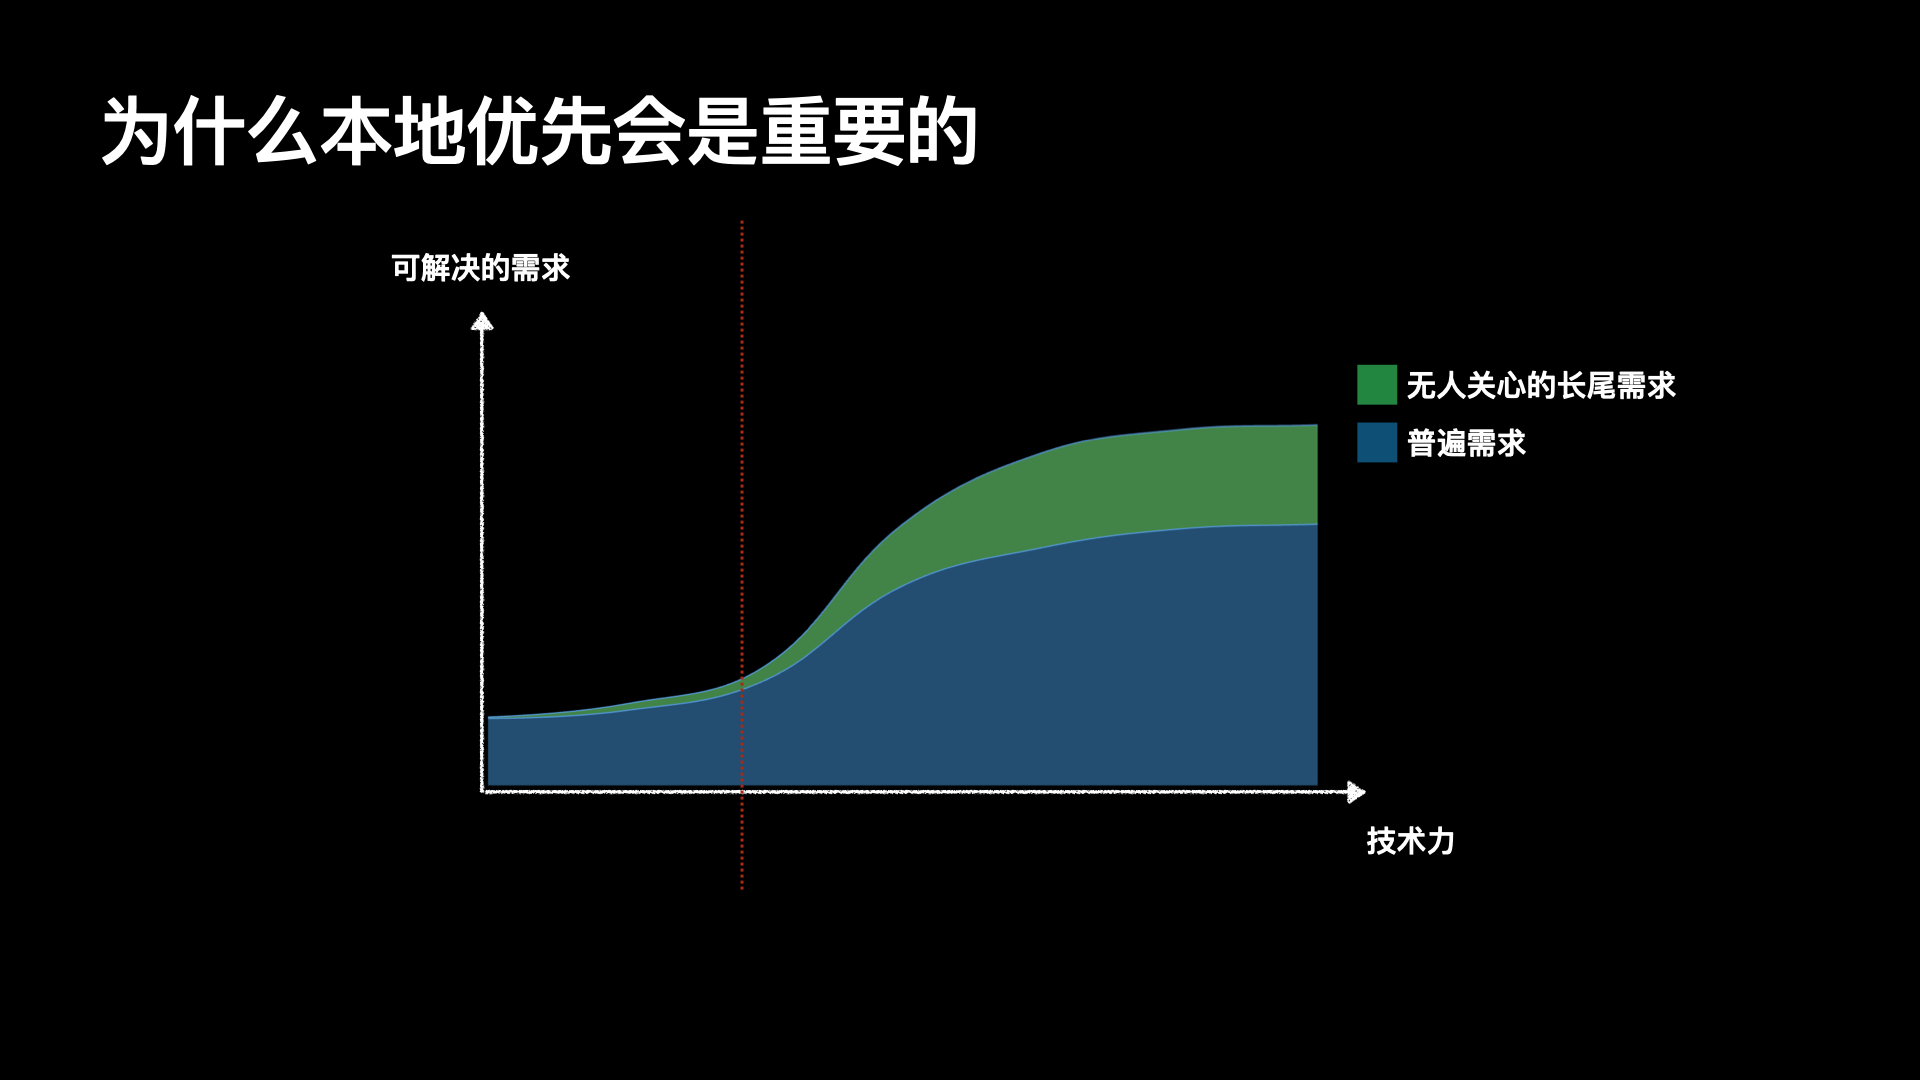 为什么本地优先会是重要的
可解决的需求
无人关心的长尾需求
普遍需求
技术力